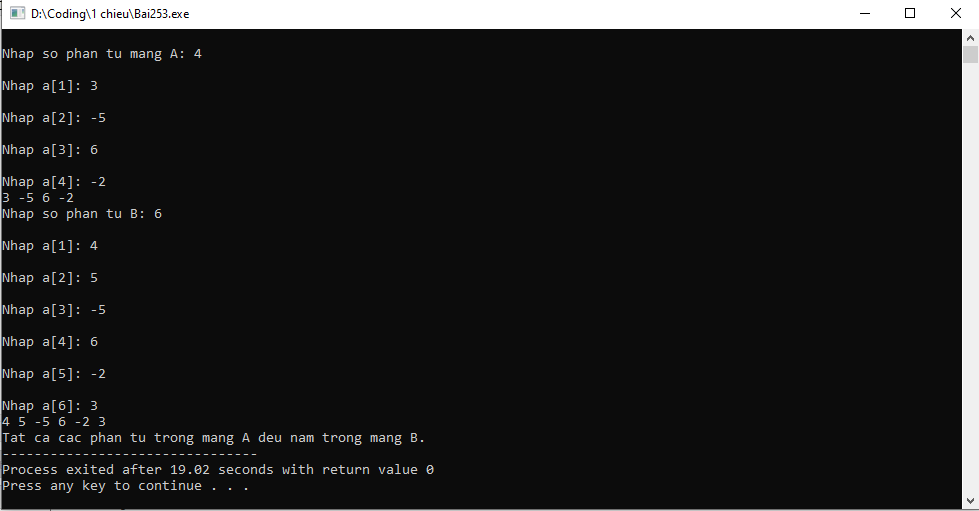 D:\Coding\1 chieu\Bai253.exe
Nhap so phan tu mang A: 4
Nhap a[1]: 3
Nhap a[2]: -5
Nhap a[3]: 6
Nhap a[4]: -2
3 -5 6 -2
Nhap so phan tu B: 6
Nhap a[1]: 4
Nhap a[2]: 5
Nhap a[3]: -5
Nhap a[4]: 6
Nhap a[5]: -2
Nhap a[6]: 3
4 5 -5 6 -2 3
Tat ca cac phan tu trong mang A deu nam trong mang B.
--------------------------------
Process exited after 19.02 seconds with return value 0
Press any key to continue . . .